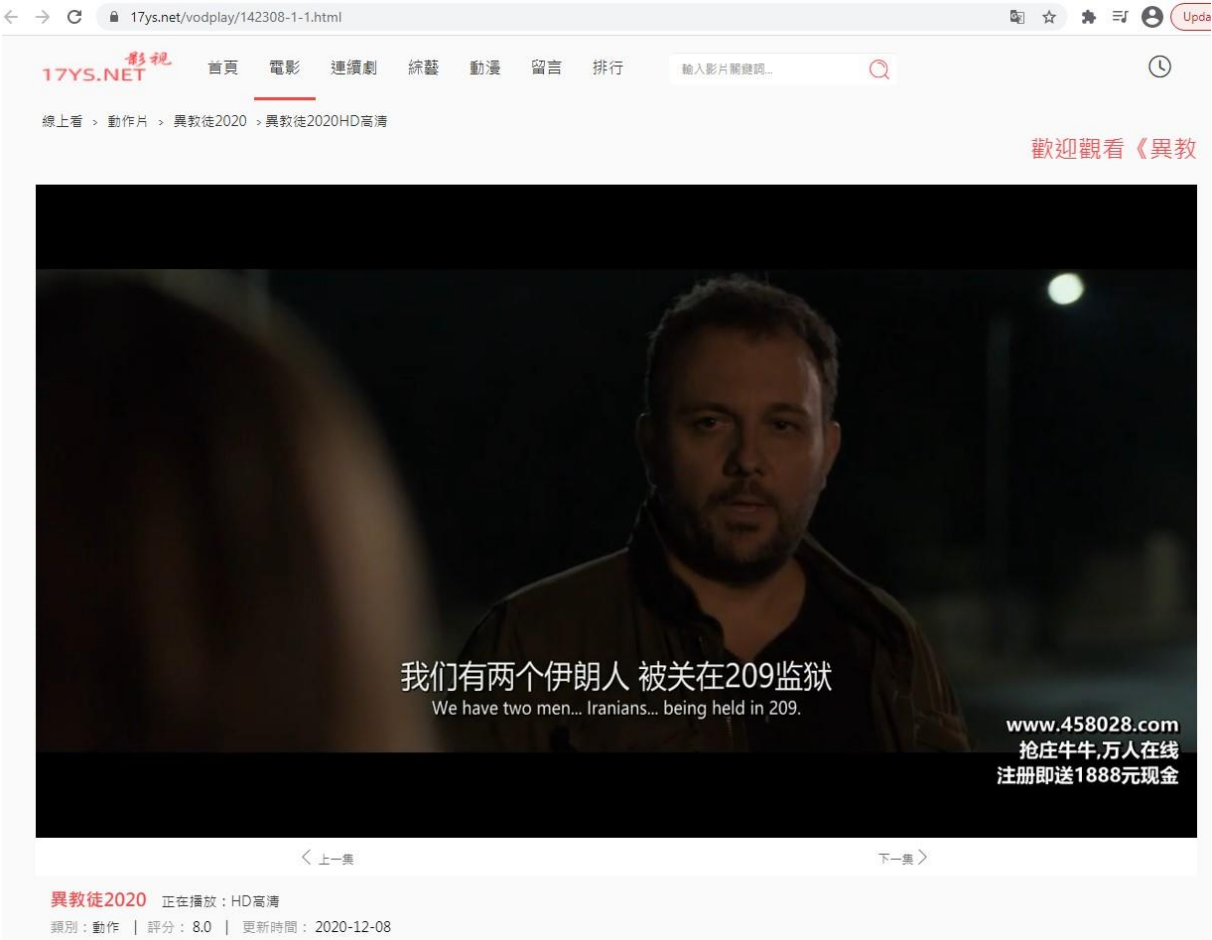 17ys.net/vodplay/142308-1-1.html
Upda
影視
17YS.NET
首頁 電影 連續劇 綜藝 動漫 留言 排行 輸入影片關鍵詞...
線上看 > 動作片 > 異教徒2020 > 異教徒2020HD高清
歡迎觀看《異教
我们有两个伊朗人 被关在209监狱
We have two men... Iranians... being held in 209.
www.458028.com
抢庄牛牛,万人在线
注册即送1888元现金
上一集 下一集
異教徒2020 正在播放：HD高清
類別：動作 | 評分：8.0 | 更新時間：2020-12-08